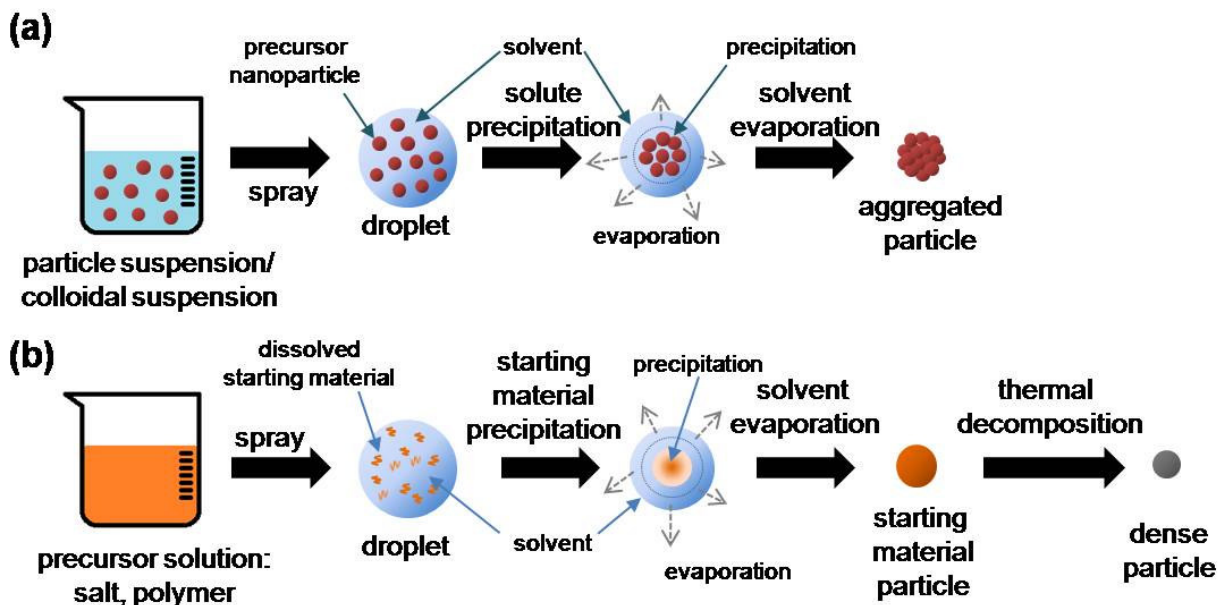 (a)
precursor
nanoparticle
solvent
precipitation
spray
solute
precipitation
solvent
evaporation
droplet
evaporation
aggregated
particle
particle suspension/
colloidal suspension
(b)
dissolved
starting material
starting
material
precipitation
precipitation
solvent
evaporation
thermal
decomposition
spray
droplet
solvent
evaporation
starting
material
particle
dense
particle
precursor solution:
salt, polymer